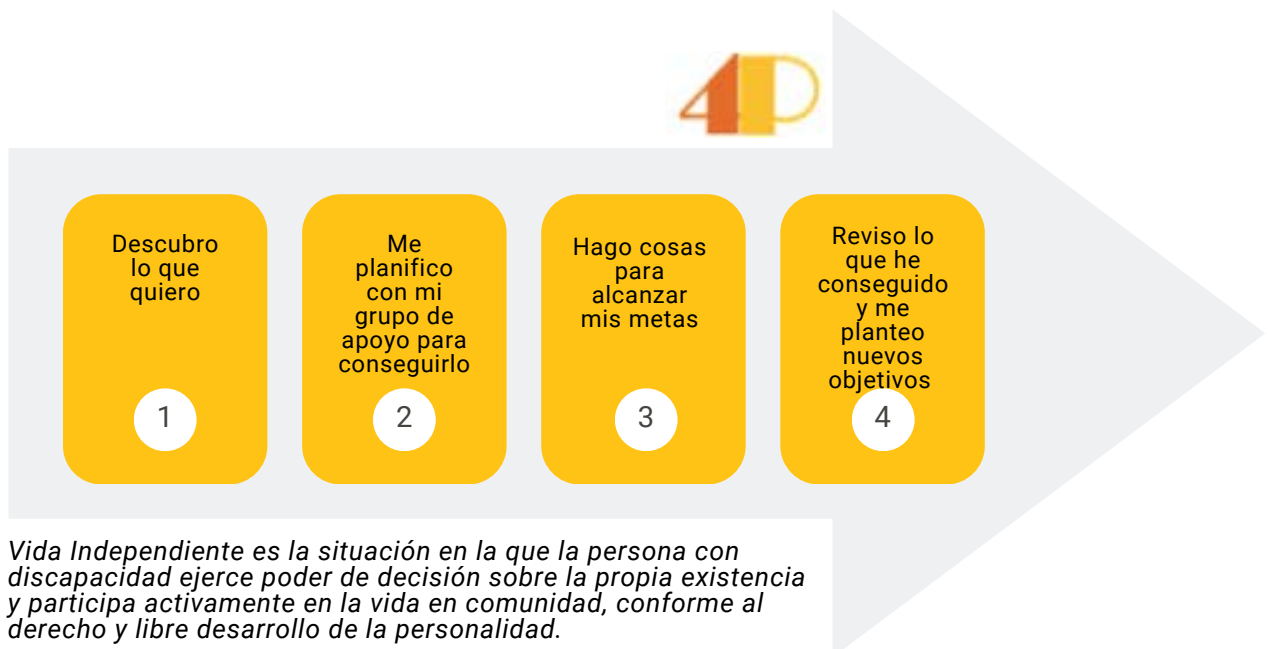 4D
Descubro
lo que
quiero
1
Me
planifico
con mi
grupo de
apoyo para
conseguirlo
2
Hago cosas
para
alcanzar
mis metas
3
Reviso lo
que he
conseguido
y me
planteo
nuevos
objetivos
4
Vida Independiente es la situación en la que la persona con
discapacidad ejerce poder de decisión sobre la propia existencia
y participa activamente en la vida en comunidad, conforme al
derecho y libre desarrollo de la personalidad.